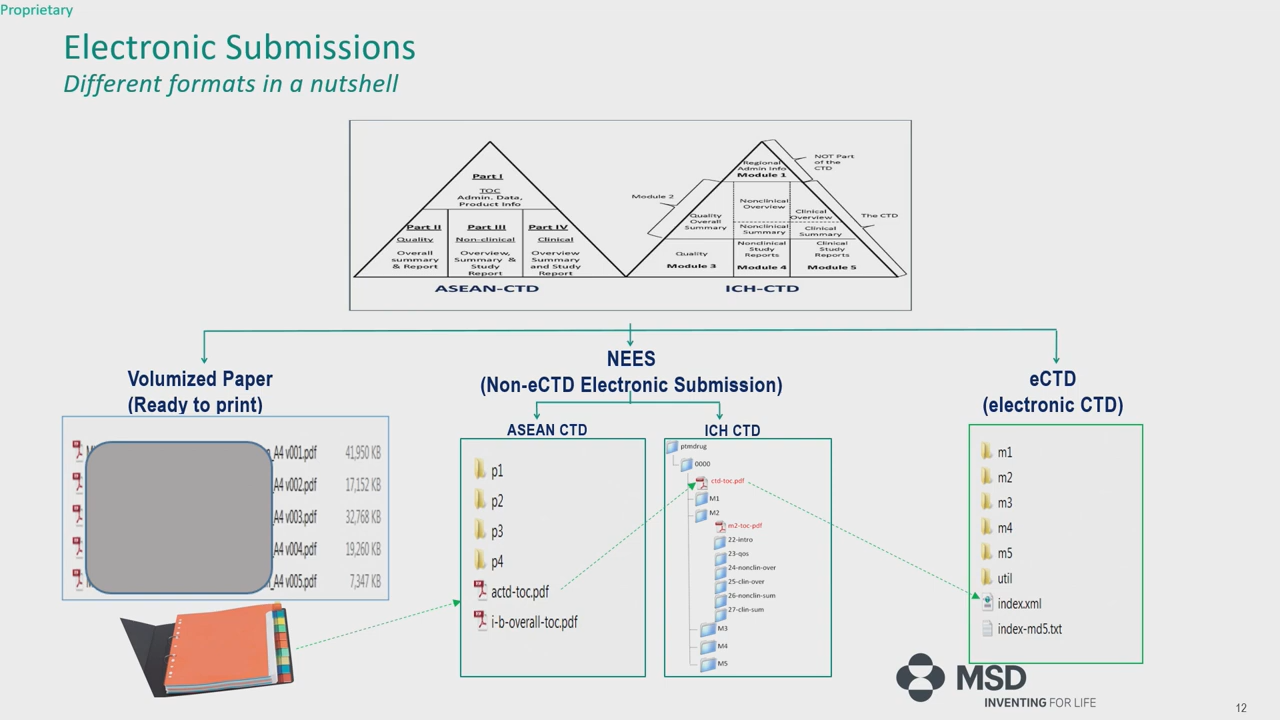 Proprietary
Electronic Submissions
Different formats in a nutshell
Part I
TOC
Admin. Data,
Product Info
Part II
Quality
Overall
summary
& Report
Part III
Non-clinical
Overview,
Summary &
Study
Report
Part IV
Clinical
Overview
Summary
and Study
Report
ASEAN-CTD
Regional
Admin Info
Module 1
NOT Part
of the
CTD
Module 2
The CTD
Quality
Overall
Summary
Nonclinical
Overview
Nonclinical
Summary
Clinical
Overview
Clinical
Summary
Quality
Module 3
Nonclinical
Study
Reports
Module 4
Clinical
Study
Reports
Module 5
ICH-CTD
Volumized Paper
(Ready to print)
_A4 v001.pdf 41,950 KB
_A4 v002.pdf 17,152 KB
_A4 v003.pdf 32,768 KB
_A4 v004.pdf 19,260 KB
_A4 v005.pdf 7,347 KB
NEES
(Non-eCTD Electronic Submission)
ASEAN CTD
p1
p2
p3
p4
actd-toc.pdf
i-b-overall-toc.pdf
ICH CTD
ptmdrug
0000
ctd-toc.pdf
M1
M2
m2-toc-pdf
22-intro
23-qos
24-nonclin-over
25-clin-over
26-nonclin-sum
27-clin-sum
M3
M4
M5
eCTD
(electronic CTD)
m1
m2
m3
m4
m5
util
index.xml
index-md5.txt
MSD
INVENTING FOR LIFE
12